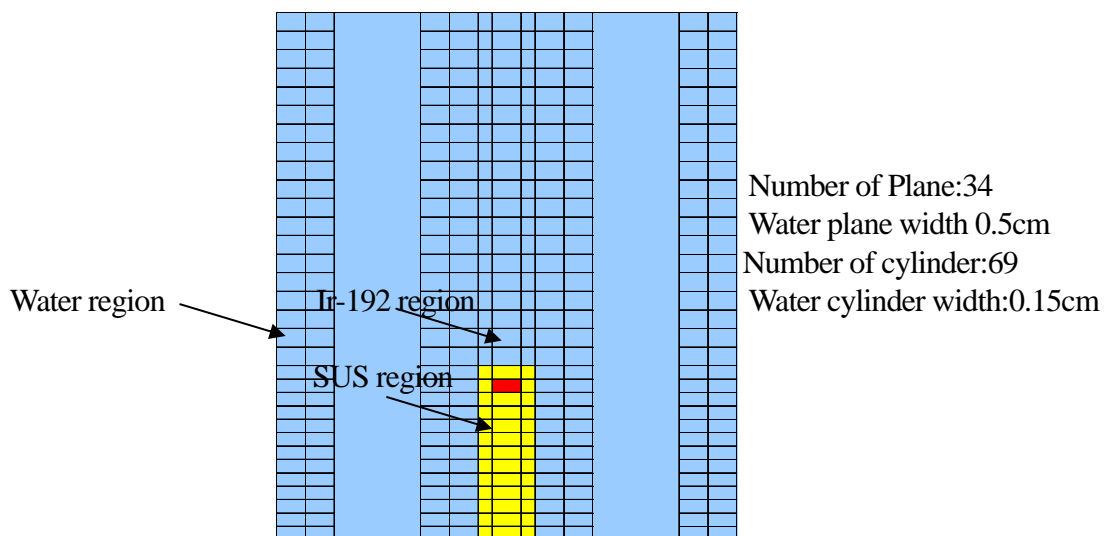 Number of Plane:34
Water plane width 0.5cm
Number of cylinder:69
Water cylinder width:0.15cm
Water region
Ir-192 region
SUS region